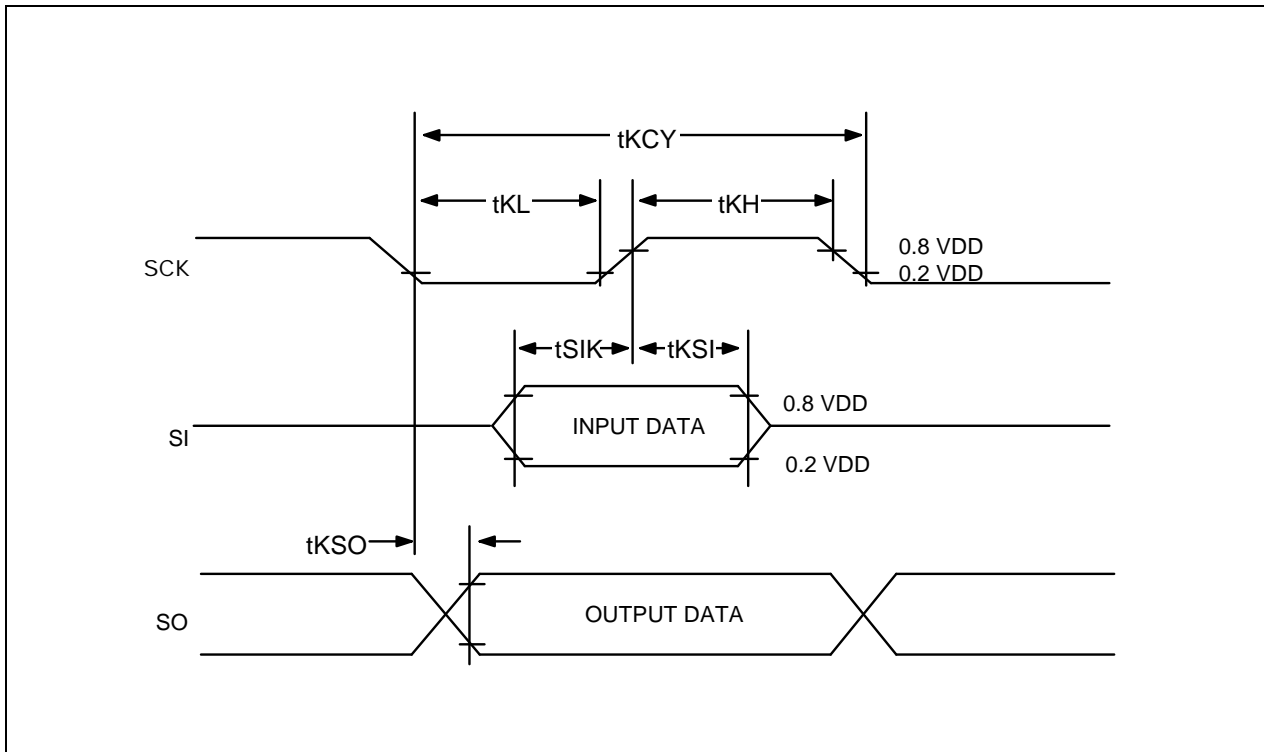 tKCY
tKL
tKH
SCK
0.8 VDD
0.2 VDD
tSIK
tKSI
SI
INPUT DATA
0.8 VDD
0.2 VDD
tKSO
SO
OUTPUT DATA